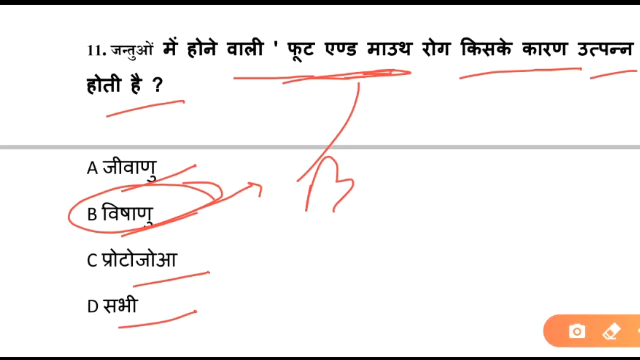 11. जन्तुओं में होने वाली ' फूट एण्ड माउथ रोग किसके कारण उत्पन्न
होती है ?
A जीवाणु
B विषाणु
C प्रोटोजोआ
D सभी